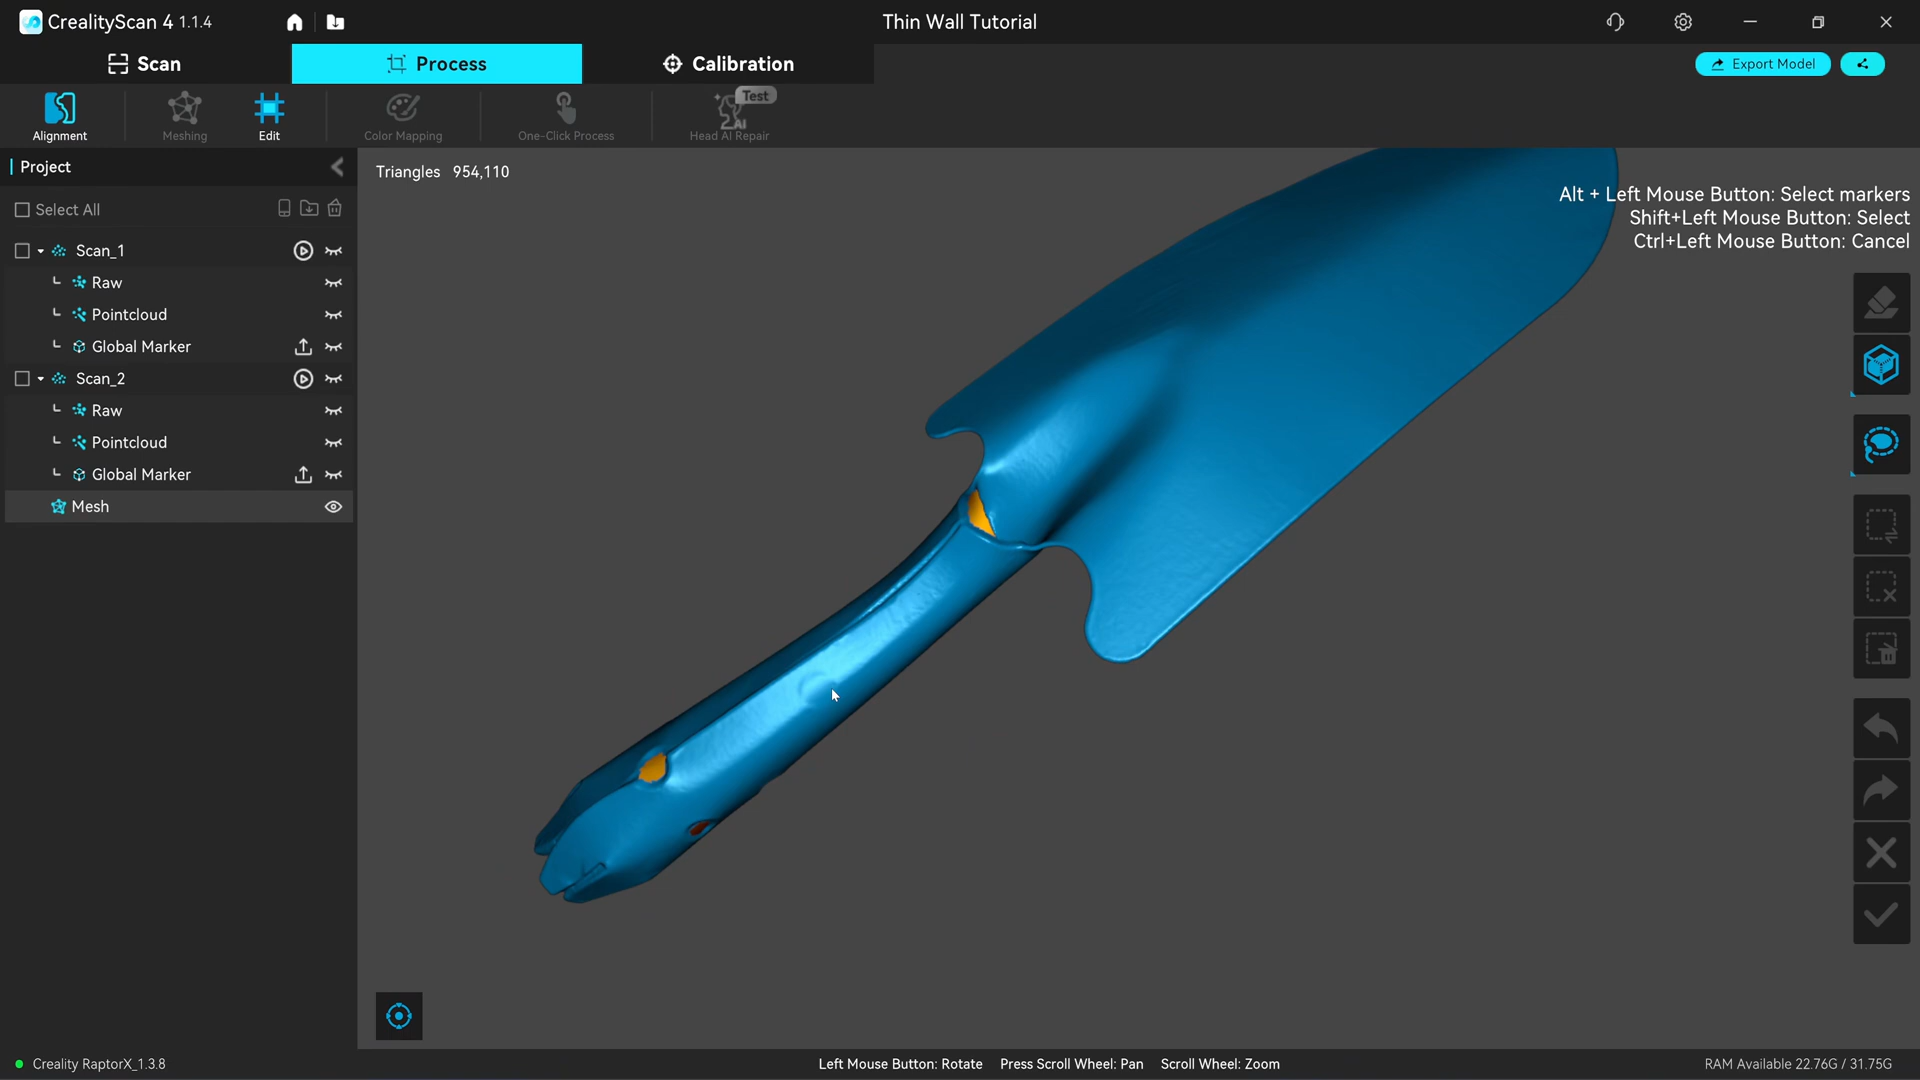 CrealityScan 4 1.1.4
Thin Wall Tutorial
Scan
Process
Calibration
Export Model
Alignment
Meshing
Edit
Color Mapping
One-Click Process
Test
AI
Head AI Repair
Project
Select All
Scan_1
Raw
Pointcloud
Global Marker
Scan_2
Raw
Pointcloud
Global Marker
Mesh
Triangles 954,110
Alt + Left Mouse Button: Select markers
Shift+Left Mouse Button: Select
Ctrl+Left Mouse Button: Cancel
Creality RaptorX_1.3.8
Left Mouse Button: Rotate Press Scroll Wheel: Pan Scroll Wheel: Zoom
RAM Available 22.76G / 31.75G